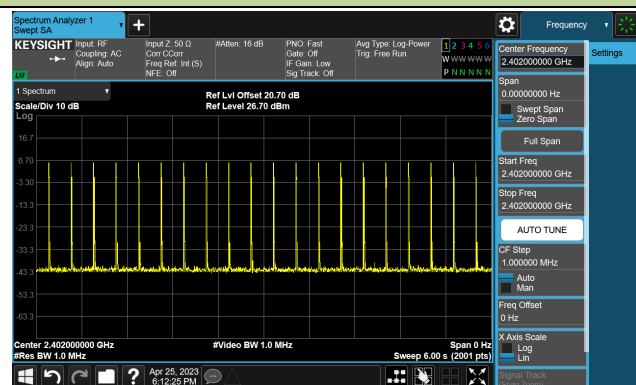 Spectrum Analyzer 1
Swept SA
Frequency
KEYSIGHT
Input: RF
Coupling: AC
Align: Auto
Input Z: 50 Ω
Corr CCorr
Freq Ref: Int (S)
NFE: Off
#Atten: 16 dB
PNO: Fast
Gate: Off
IF Gain: Low
Sig Track: Off
Avg Type: Log-Power
Trig: Free Run
1 2 3 4 5 6
W W W W W W
P N N N N N
LXI
1 Spectrum
Scale/Div 10 dB
Log
Ref Lvl Offset 20.70 dB
Ref Level 26.70 dBm
16.7
6.70
-3.30
-13.3
-23.3
-33.3
-43.3
-53.3
-63.3
Center 2.402000000 GHz
#Res BW 1.0 MHz
#Video BW 1.0 MHz
Span 0 Hz
Sweep 6.00 s (2001 pts)
Center Frequency
2.402000000 GHz
Settings
Span
0.00000000 Hz
Swept Span
Zero Span
Full Span
Start Freq
2.402000000 GHz
Stop Freq
2.402000000 GHz
AUTO TUNE
CF Step
1.000000 MHz
Auto
Man
Freq Offset
0 Hz
X Axis Scale
Log
Lin
Signal Track
(Span Zoom)
Apr 25, 2023
6:12:25 PM